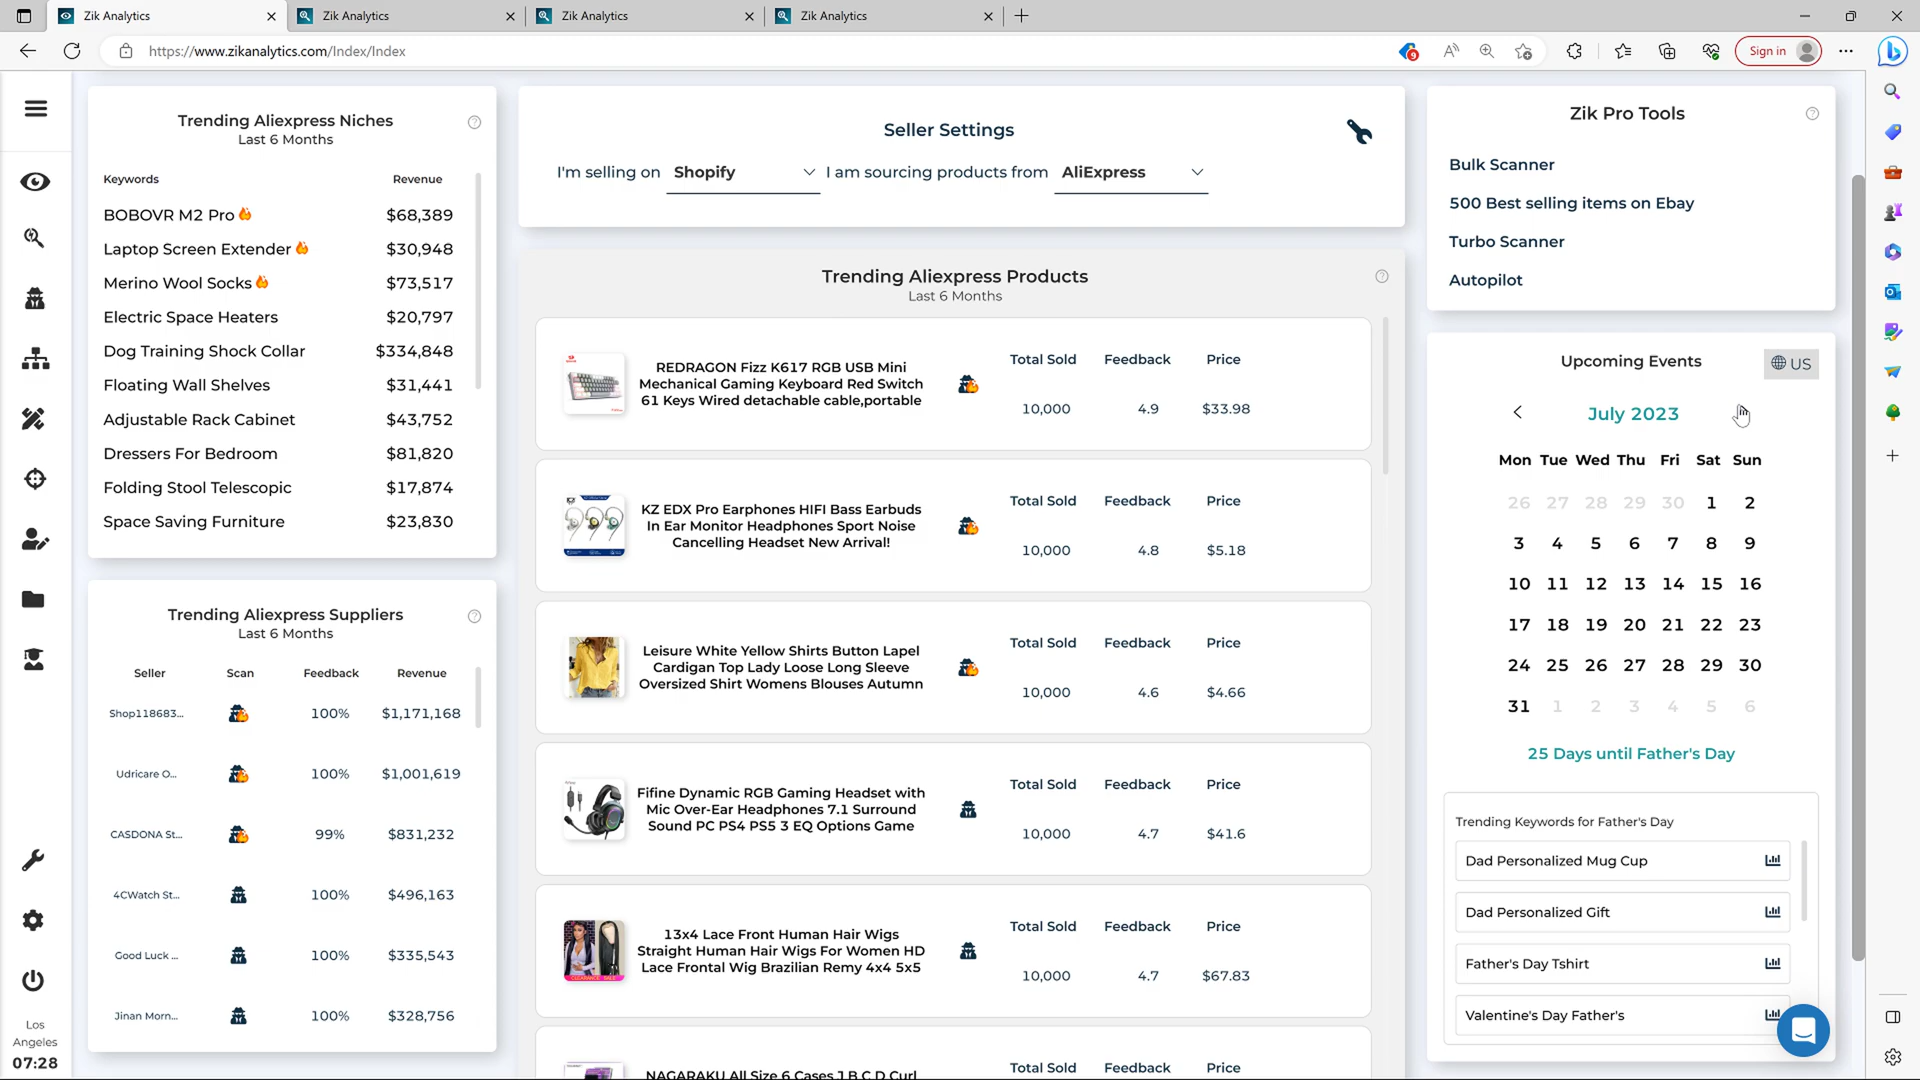 Zik Analytics
Zik Analytics
Zik Analytics
Zik Analytics
https://www.zikanalytics.com/Index/Index
9
Sign in
Trending Aliexpress Niches
Last 6 Months
Keywords Revenue
BOBOVR M2 Pro $68,389
Laptop Screen Extender $30,948
Merino Wool Socks $73,517
Electric Space Heaters $20,797
Dog Training Shock Collar $334,848
Floating Wall Shelves $31,441
Adjustable Rack Cabinet $43,752
Dressers For Bedroom $81,820
Folding Stool Telescopic $17,874
Space Saving Furniture $23,830
Trending Aliexpress Suppliers
Last 6 Months
Seller Scan Feedback Revenue
Shop118683... 100% $1,171,168
Udricare O... 100% $1,001,619
CASDONA St... 99% $831,232
4CWatch St... 100% $496,163
Good Luck ... 100% $335,543
Jinan Morn... 100% $328,756
Los
Angeles
07:28
Seller Settings
I'm selling on Shopify I am sourcing products from AliExpress
Trending Aliexpress Products
Last 6 Months
REDRAGON Fizz K617 RGB USB Mini
Mechanical Gaming Keyboard Red Switch
61 Keys Wired detachable cable,portable
Total Sold Feedback Price
10,000 4.9 $33.98
KZ EDX Pro Earphones HIFI Bass Earbuds
In Ear Monitor Headphones Sport Noise
Cancelling Headset New Arrival!
Total Sold Feedback Price
10,000 4.8 $5.18
Leisure White Yellow Shirts Button Lapel
Cardigan Top Lady Loose Long Sleeve
Oversized Shirt Womens Blouses Autumn
Total Sold Feedback Price
10,000 4.6 $4.66
Fifine Dynamic RGB Gaming Headset with
Mic Over-Ear Headphones 7.1 Surround
Sound PC PS4 PS5 3 EQ Options Game
Total Sold Feedback Price
10,000 4.7 $41.6
13x4 Lace Front Human Hair Wigs
Straight Human Hair Wigs For Women HD
Lace Frontal Wig Brazilian Remy 4x4 5x5
Total Sold Feedback Price
10,000 4.7 $67.83
NAGARAKU All Size 6 Cases J B C D Curl
Total Sold Feedback Price
Zik Pro Tools
Bulk Scanner
500 Best selling items on Ebay
Turbo Scanner
Autopilot
Upcoming Events
US
July 2023
Mon Tue Wed Thu Fri Sat Sun
26 27 28 29 30 1 2
3 4 5 6 7 8 9
10 11 12 13 14 15 16
17 18 19 20 21 22 23
24 25 26 27 28 29 30
31 1 2 3 4 5 6
25 Days until Father's Day
Trending Keywords for Father's Day
Dad Personalized Mug Cup
Dad Personalized Gift
Father's Day Tshirt
Valentine's Day Father's